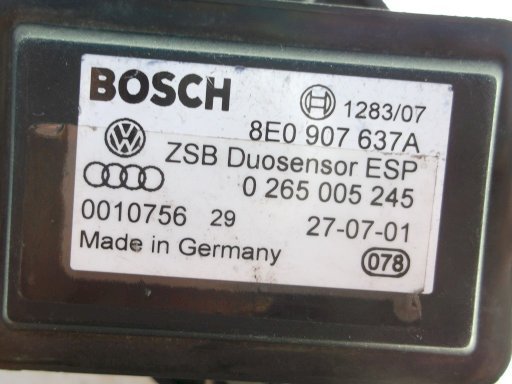 BOSCH 1283/07
8E0 907 637A
ZSB Duosensor ESP
0 265 005 245
0010756 29 27-07-01
Made in Germany 078